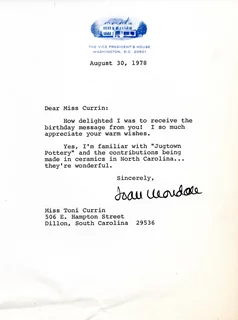 THE VICE PRESIDENT'S HOUSE
WASHINGTON, D.C. 20501
August 30, 1978
Dear Miss Currin:
How delighted I was to receive the
birthday message from you! I so much
appreciate your warm wishes.
Yes, I'm familiar with "Jugtown
Pottery" and the contributions being
made in ceramics in North Carolina...
they're wonderful.
Sincerely,
Joan Mondale
Miss Toni Currin
506 E. Hampton Street
Dillon, South Carolina 29536